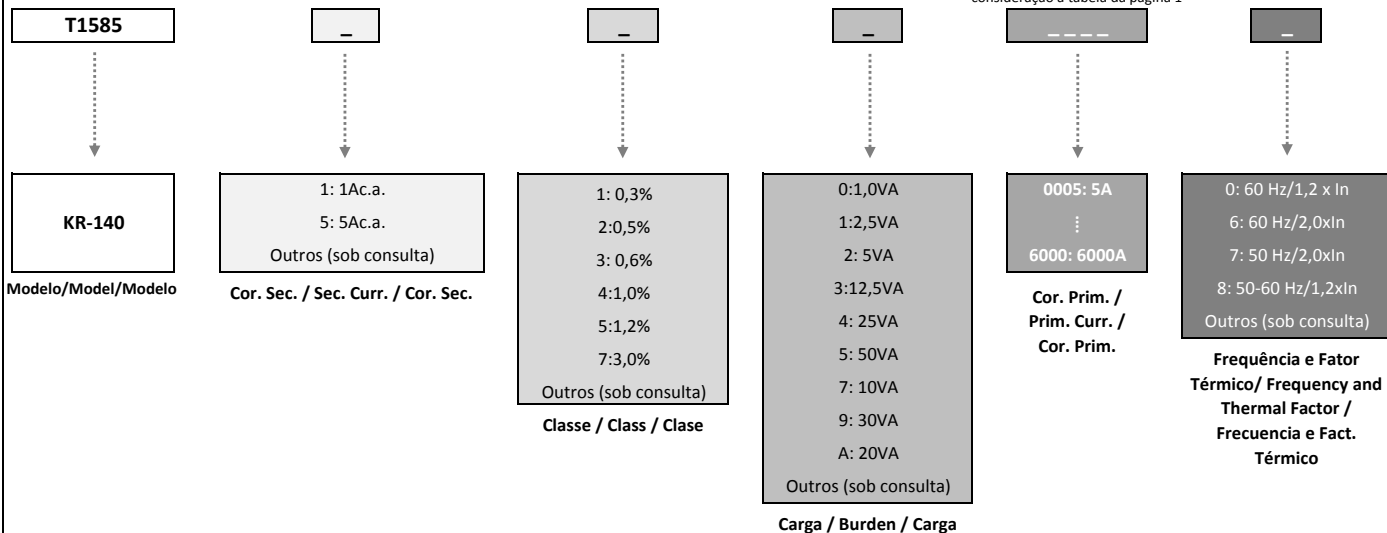 consideração a tabela da página 1
T1585
_
_
_
_ _ _ _
_
KR-140
Modelo/Model/Modelo
1: 1Ac.a.
5: 5Ac.a.
Outros (sob consulta)
Cor. Sec. / Sec. Curr. / Cor. Sec.
1: 0,3%
2:0,5%
3: 0,6%
4:1,0%
5:1,2%
7:3,0%
Outros (sob consulta)
Classe / Class / Clase
0:1,0VA
1:2,5VA
2: 5VA
3:12,5VA
4: 25VA
5: 50VA
7: 10VA
9: 30VA
A: 20VA
Outros (sob consulta)
Carga / Burden / Carga
0005: 5A
⁞
6000: 6000A
Cor. Prim. /
Prim. Curr. /
Cor. Prim.
0: 60 Hz/1,2 x In
6: 60 Hz/2,0xIn
7: 50 Hz/2,0xIn
8: 50-60 Hz/1,2xIn
Outros (sob consulta)
Frequência e Fator
Térmico/ Frequency and
Thermal Factor /
Frecuencia e Fact.
Térmico